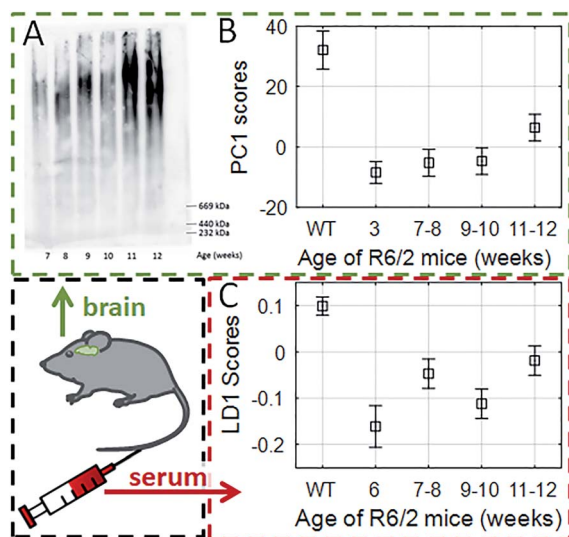 A
669 kDa
440 kDa
232 kDa
7 8 9 10 11 12 Age (weeks)
B
PC1 scores
40
20
0
-20
WT 3 7-8 9-10 11-12
Age of R6/2 mice (weeks)
brain
serum
C
LD1 Scores
0.1
0
-0.1
-0.2
WT 6 7-8 9-10 11-12
Age of R6/2 mice (weeks)